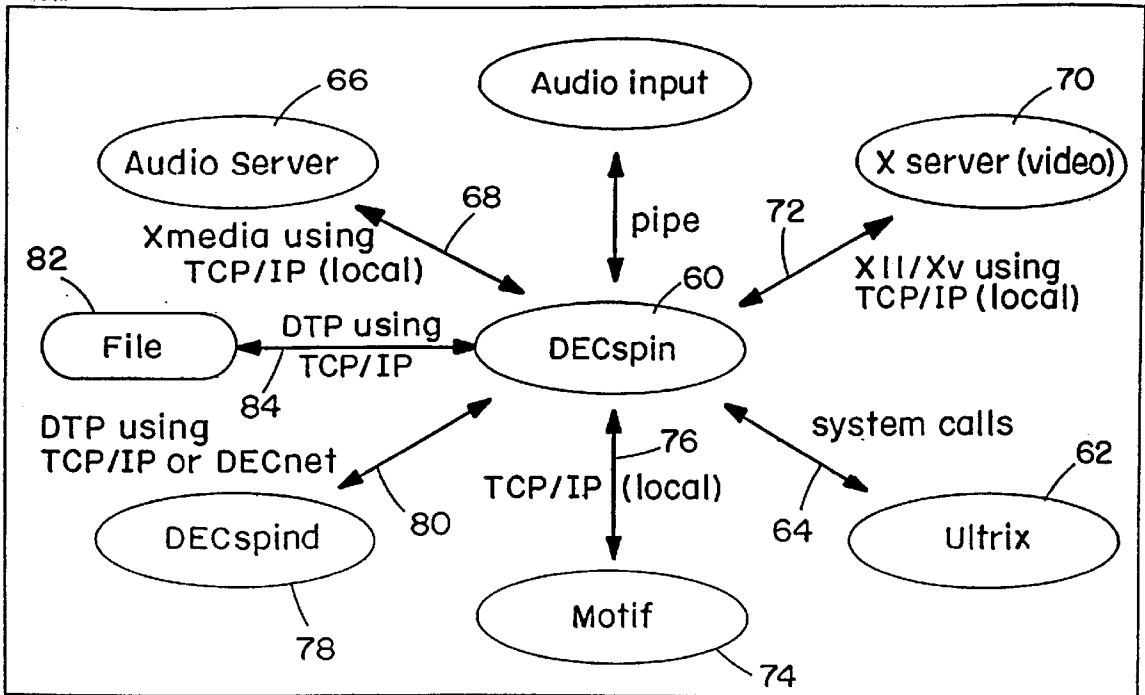 Audio input
66
70
Audio Server
X server (video)
68
72
pipe
Xmedia using
TCP/IP (local)
X11/Xv using
TCP/IP (local)
82
60
File
DTP using
TCP/IP
DECspin
84
DTP using
TCP/IP or DECnet
system calls
76
62
TCP/IP (local)
80
64
DECspind
Ultrix
Motif
78
74